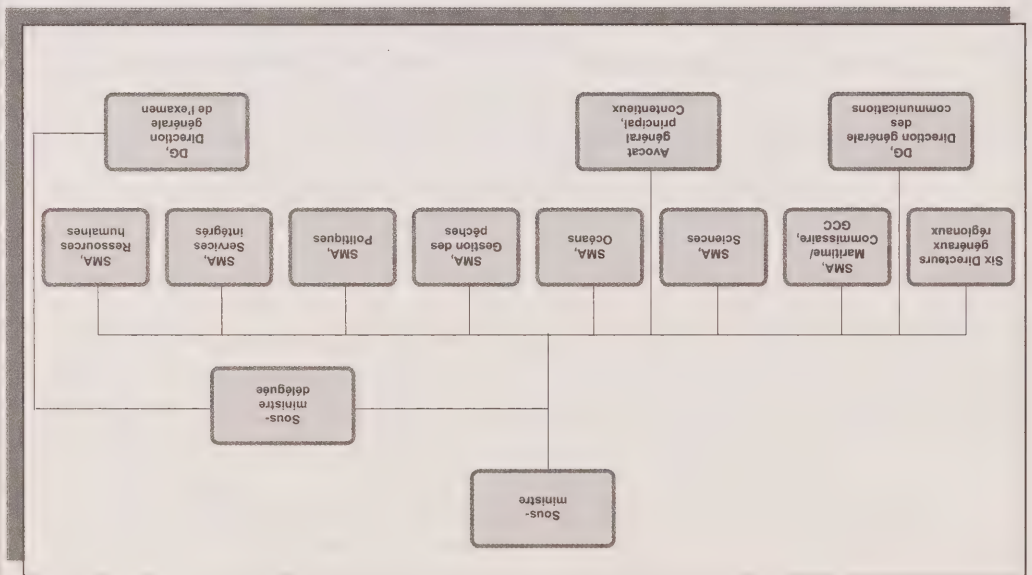 Sous-
ministre
Sous-
ministre
déléguée
Six Directeurs
généraux
régionaux
SMA,
Maritime/
Commissaire,
GCC
SMA,
Sciences
SMA,
Océans
SMA,
Gestion des
pêches
SMA,
Politiques
SMA,
Services
intégrés
SMA,
Ressources
humaines
DG,
Direction générale
des
communications
Avocat
général
principal,
Contentieux
DG,
Direction
générale
de l'examen